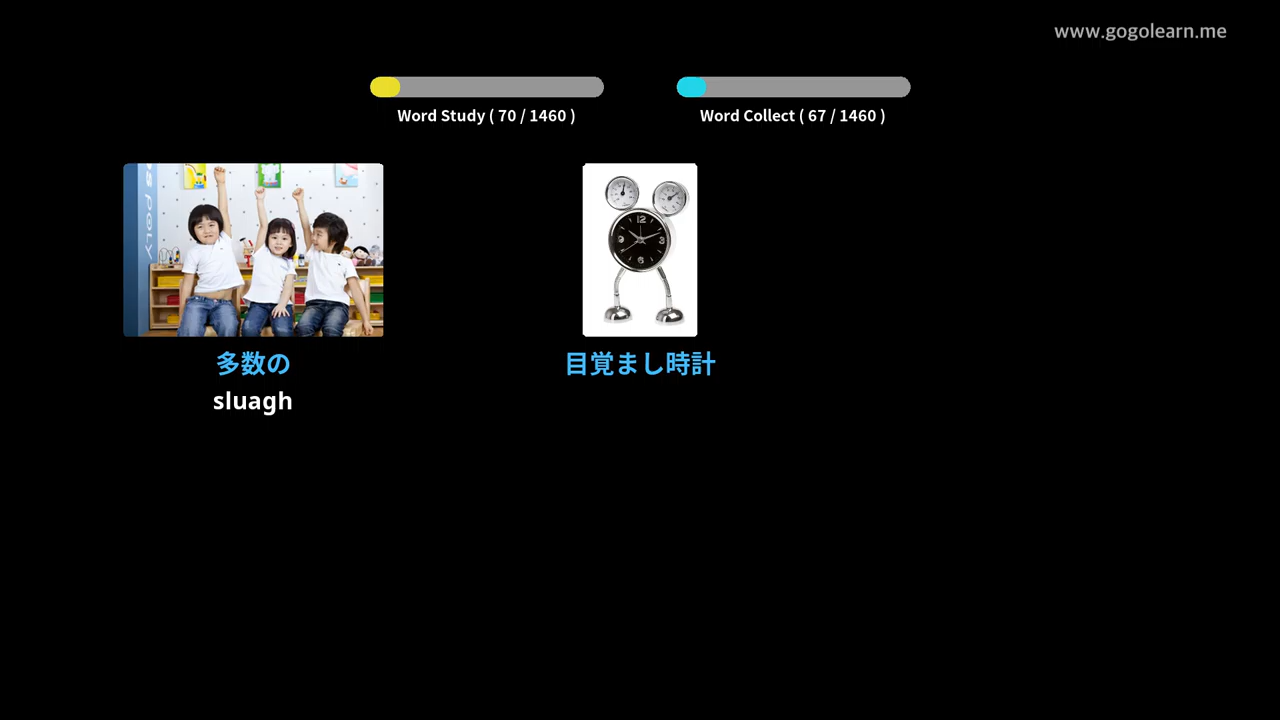 www.gogolearn.me
Word Study ( 70 / 1460 )
Word Collect ( 67 / 1460 )
多数の
sluagh
目覚まし時計